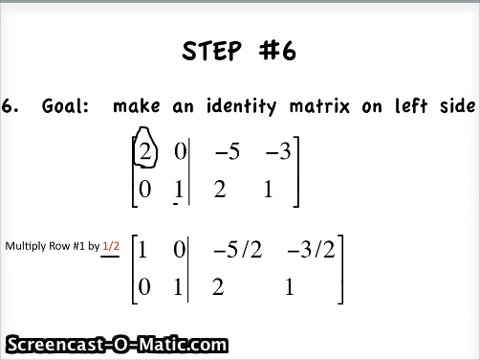 STEP #6
6. Goal: make an identity matrix on left side
2 0 -5 -3
0 1 2 1
Multiply Row #1 by 1/2
1 0 -5/2 -3/2
0 1 2 1
Screencast-O-Matic.com